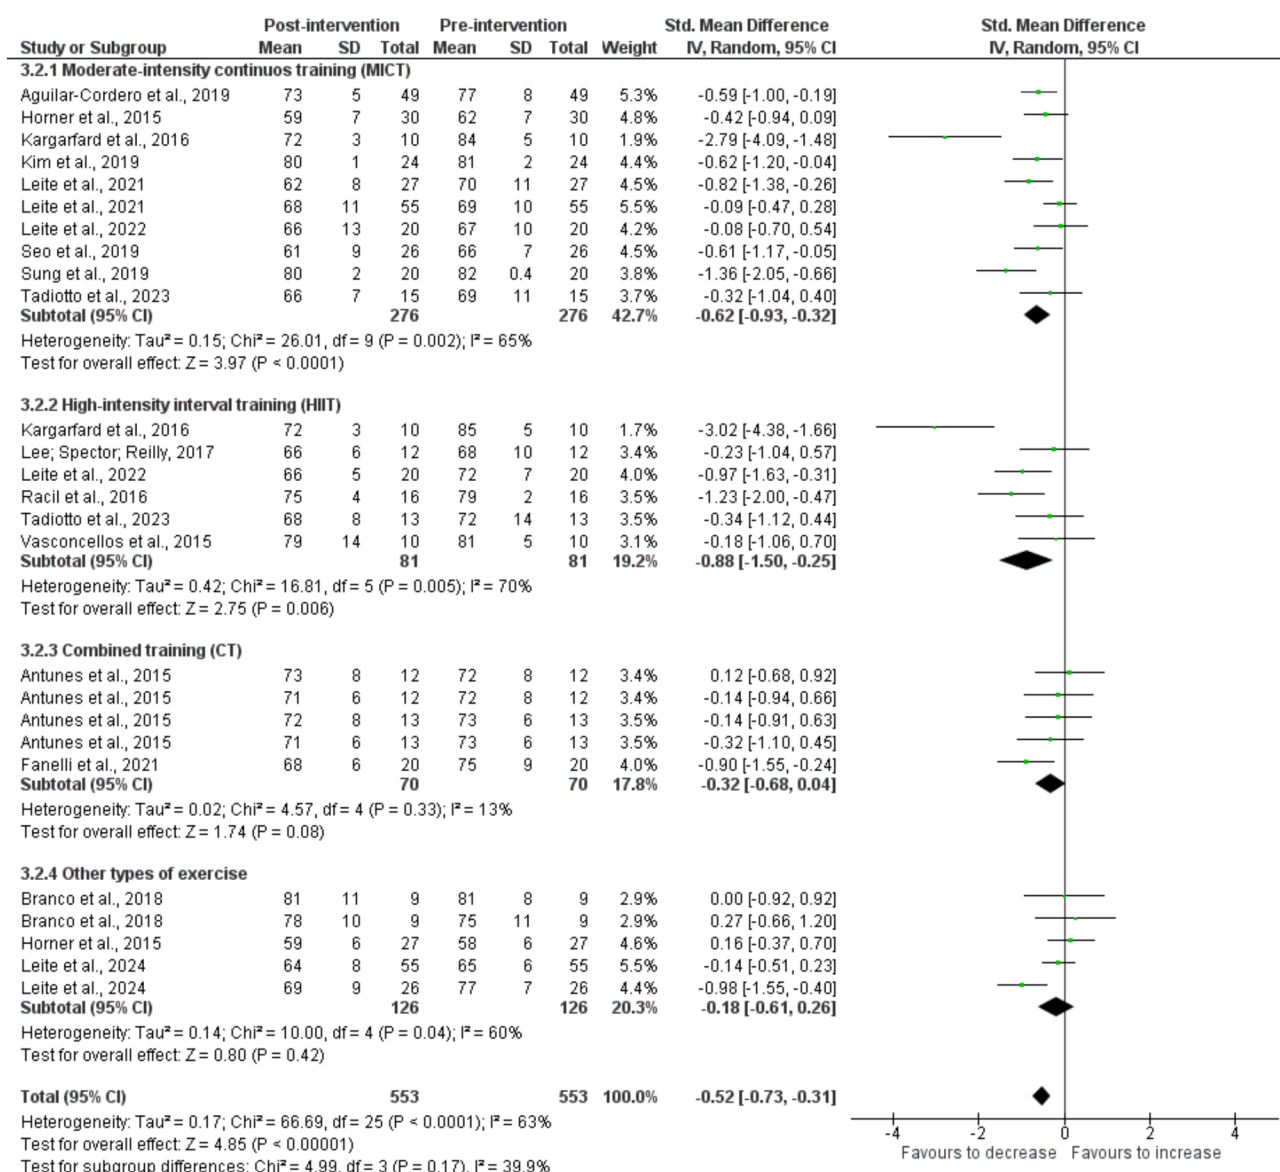 Post-intervention Pre-intervention Std. Mean Difference Std. Mean Difference
Study or Subgroup Mean SD Total Mean SD Total Weight IV, Random, 95% CI IV, Random, 95% CI
3.2.1 Moderate-intensity continuos training (MICT)
Aguilar-Cordero et al., 2019 73 5 49 77 8 49 5.3% -0.59 [-1.00, -0.19]
Horner et al., 2015 59 7 30 62 7 30 4.8% -0.42 [-0.94, 0.09]
Kargarfard et al., 2016 72 3 10 84 5 10 1.9% -2.79 [-4.09, -1.48]
Kim et al., 2019 80 1 24 81 2 24 4.4% -0.62 [-1.20, -0.04]
Leite et al., 2021 62 8 27 70 11 27 4.5% -0.82 [-1.38, -0.26]
Leite et al., 2021 68 11 55 69 10 55 5.5% -0.09 [-0.47, 0.28]
Leite et al., 2022 66 13 20 67 10 20 4.2% -0.08 [-0.70, 0.54]
Seo et al., 2019 61 9 26 66 7 26 4.5% -0.61 [-1.17, -0.05]
Sung et al., 2019 80 2 20 82 0.4 20 3.8% -1.36 [-2.05, -0.66]
Tadiotto et al., 2023 66 7 15 69 11 15 3.7% -0.32 [-1.04, 0.40]
Subtotal (95% CI) 276 276 42.7% -0.62 [-0.93, -0.32]
Heterogeneity: Tau² = 0.15; Chi² = 26.01, df = 9 (P = 0.002); I² = 65%
Test for overall effect: Z = 3.97 (P < 0.0001)
3.2.2 High-intensity interval training (HIIT)
Kargarfard et al., 2016 72 3 10 85 5 10 1.7% -3.02 [-4.38, -1.66]
Lee; Spector; Reilly, 2017 66 6 12 68 10 12 3.4% -0.23 [-1.04, 0.57]
Leite et al., 2022 66 5 20 72 7 20 4.0% -0.97 [-1.63, -0.31]
Racil et al., 2016 75 4 16 79 2 16 3.5% -1.23 [-2.00, -0.47]
Tadiotto et al., 2023 68 8 13 72 14 13 3.5% -0.34 [-1.12, 0.44]
Vasconcellos et al., 2015 79 14 10 81 5 10 3.1% -0.18 [-1.06, 0.70]
Subtotal (95% CI) 81 81 19.2% -0.88 [-1.50, -0.25]
Heterogeneity: Tau² = 0.42; Chi² = 16.81, df = 5 (P = 0.005); I² = 70%
Test for overall effect: Z = 2.75 (P = 0.006)
3.2.3 Combined training (CT)
Antunes et al., 2015 73 8 12 72 8 12 3.4% 0.12 [-0.68, 0.92]
Antunes et al., 2015 71 6 12 72 8 12 3.4% -0.14 [-0.94, 0.66]
Antunes et al., 2015 72 8 13 73 6 13 3.5% -0.14 [-0.91, 0.63]
Antunes et al., 2015 71 6 13 73 6 13 3.5% -0.32 [-1.10, 0.45]
Fanelli et al., 2021 68 6 20 75 9 20 4.0% -0.90 [-1.55, -0.24]
Subtotal (95% CI) 70 70 17.8% -0.32 [-0.68, 0.04]
Heterogeneity: Tau² = 0.02; Chi² = 4.57, df = 4 (P = 0.33); I² = 13%
Test for overall effect: Z = 1.74 (P = 0.08)
3.2.4 Other types of exercise
Branco et al., 2018 81 11 9 81 8 9 2.9% 0.00 [-0.92, 0.92]
Branco et al., 2018 78 10 9 75 11 9 2.9% 0.27 [-0.66, 1.20]
Horner et al., 2015 59 6 27 58 6 27 4.6% 0.16 [-0.37, 0.70]
Leite et al., 2024 64 8 55 65 6 55 5.5% -0.14 [-0.51, 0.23]
Leite et al., 2024 69 9 26 77 7 26 4.4% -0.98 [-1.55, -0.40]
Subtotal (95% CI) 126 126 20.3% -0.18 [-0.61, 0.26]
Heterogeneity: Tau² = 0.14; Chi² = 10.00, df = 4 (P = 0.04); I² = 60%
Test for overall effect: Z = 0.80 (P = 0.42)
Total (95% CI) 553 553 100.0% -0.52 [-0.73, -0.31]
Heterogeneity: Tau² = 0.17; Chi² = 66.69, df = 25 (P < 0.0001); I² = 63%
Test for overall effect: Z = 4.85 (P < 0.00001)
Test for subgroup differences: Chi² = 4.99, df = 3 (P = 0.17), I² = 39.9%
-4 -2 0 2 4
Favours to decrease Favours to increase